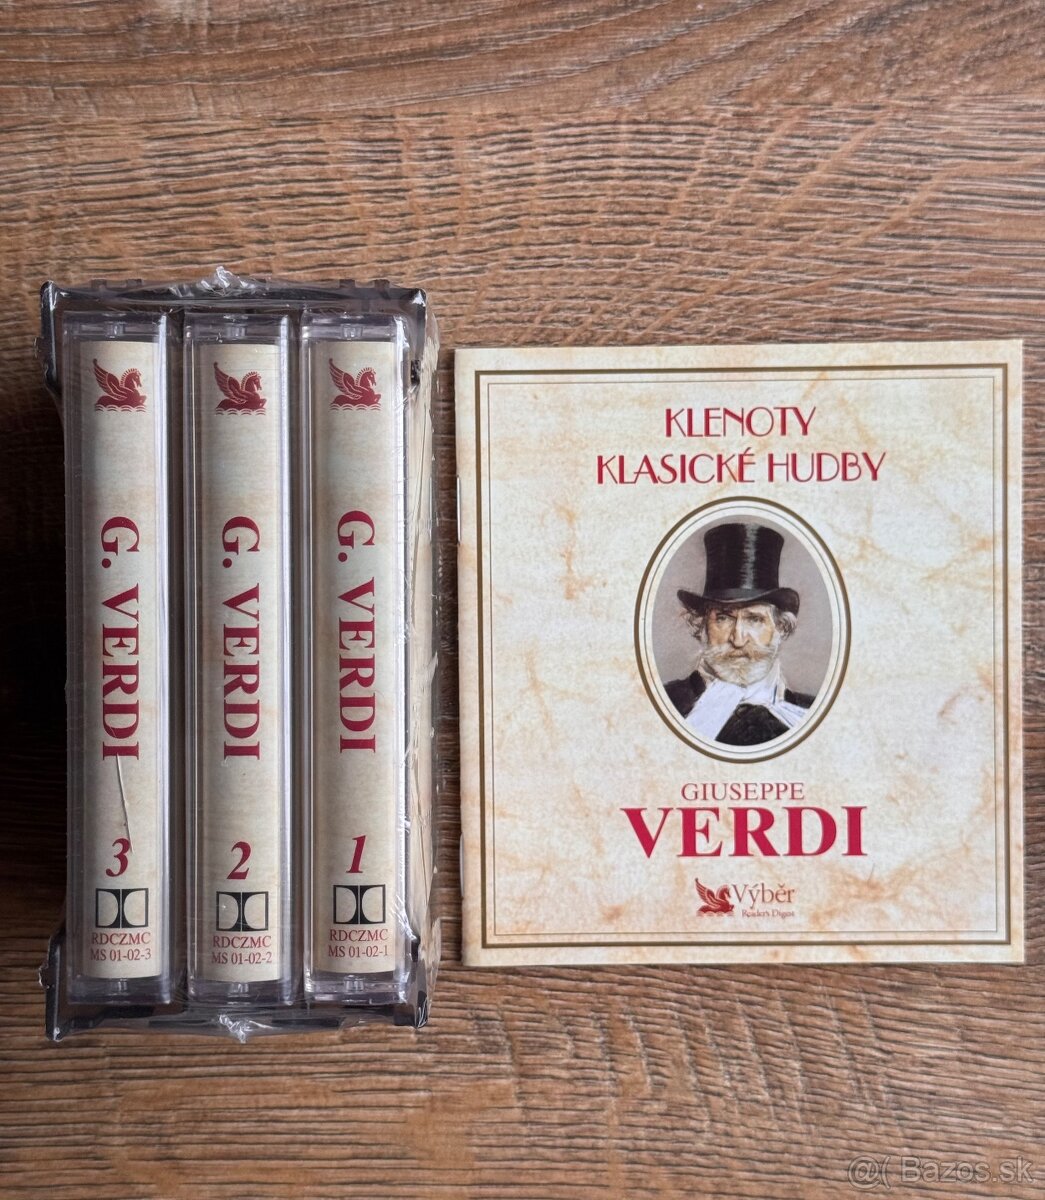 G. VERDI
3
RDCZMC
MS 01-02-3
G. VERDI
2
RDCZMC
MS 01-02-2
G. VERDI
1
RDCZMC
MS 01-02-1
KLENOTY
KLASICKÉ HUDBY
GIUSEPPE
VERDI
Výběr
Reader's Digest
@( Bazos.sk